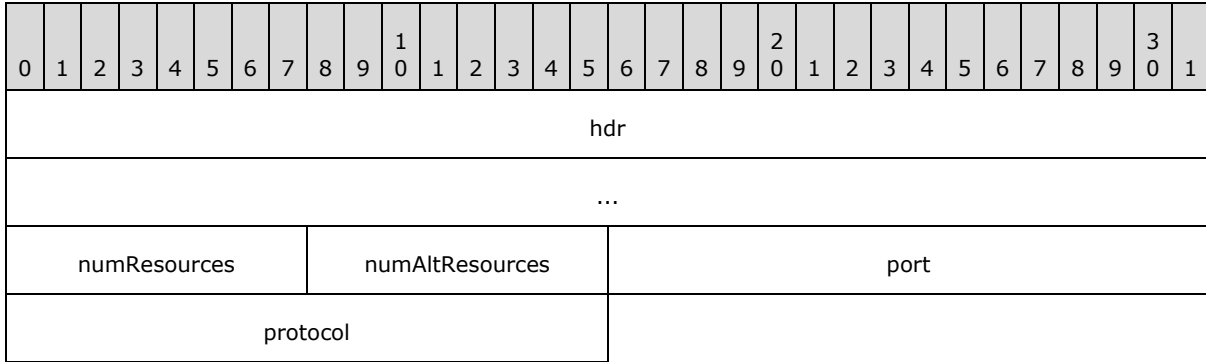 0 1 2 3 4 5 6 7 8 9 1 0 1 2 3 4 5 6 7 8 9 2 0 1 2 3 4 5 6 7 8 9 3 0 1
hdr
...
numResources numAltResources port
protocol